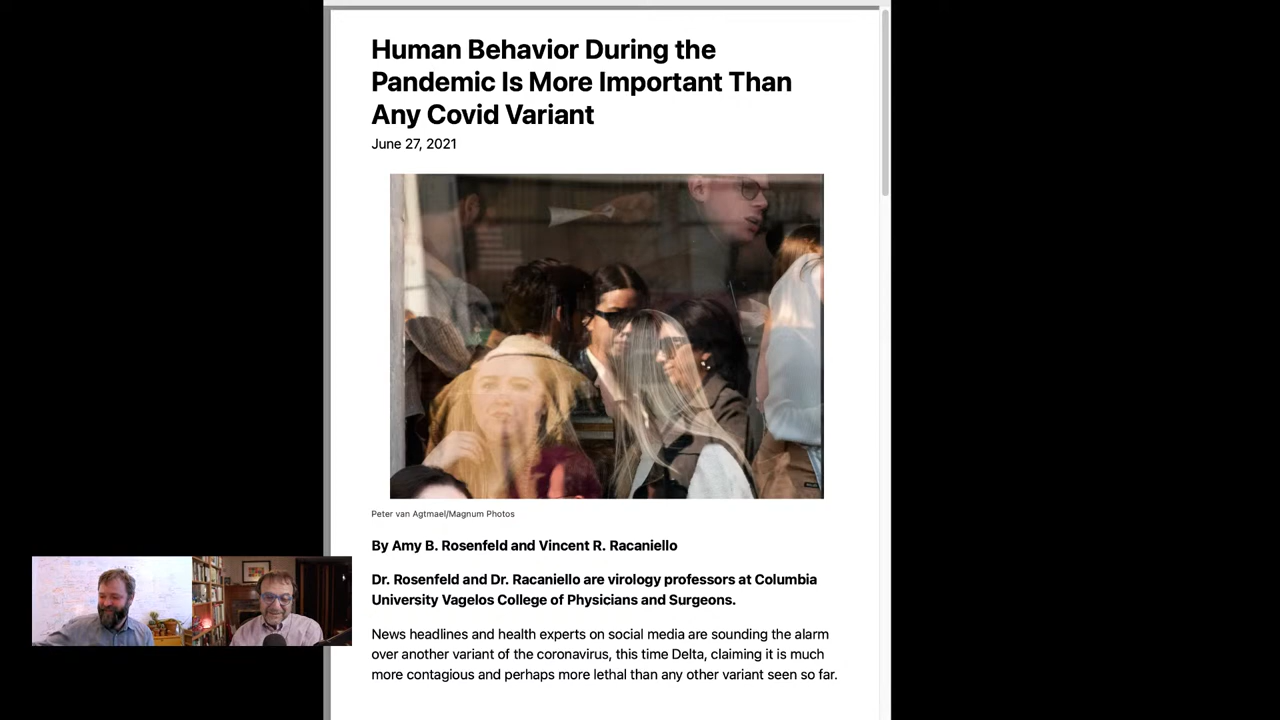 Human Behavior During the
Pandemic Is More Important Than
Any Covid Variant
June 27, 2021
Peter van Agtmael/Magnum Photos
By Amy B. Rosenfeld and Vincent R. Racaniello
Dr. Rosenfeld and Dr. Racaniello are virology professors at Columbia
University Vagelos College of Physicians and Surgeons.
News headlines and health experts on social media are sounding the alarm
over another variant of the coronavirus, this time Delta, claiming it is much
more contagious and perhaps more lethal than any other variant seen so far.